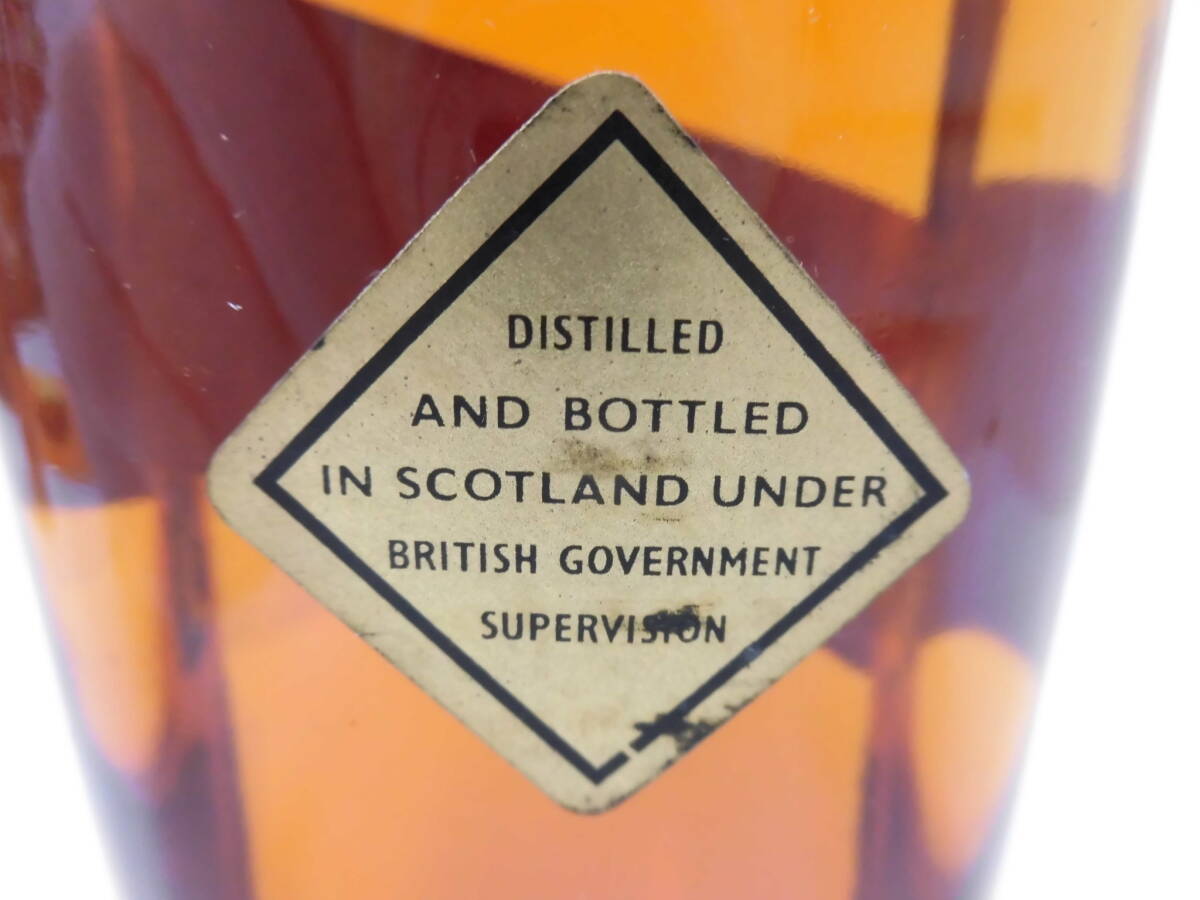 DISTILLED
AND BOTTLED
IN SCOTLAND UNDER
BRITISH GOVERNMENT
SUPERVISION